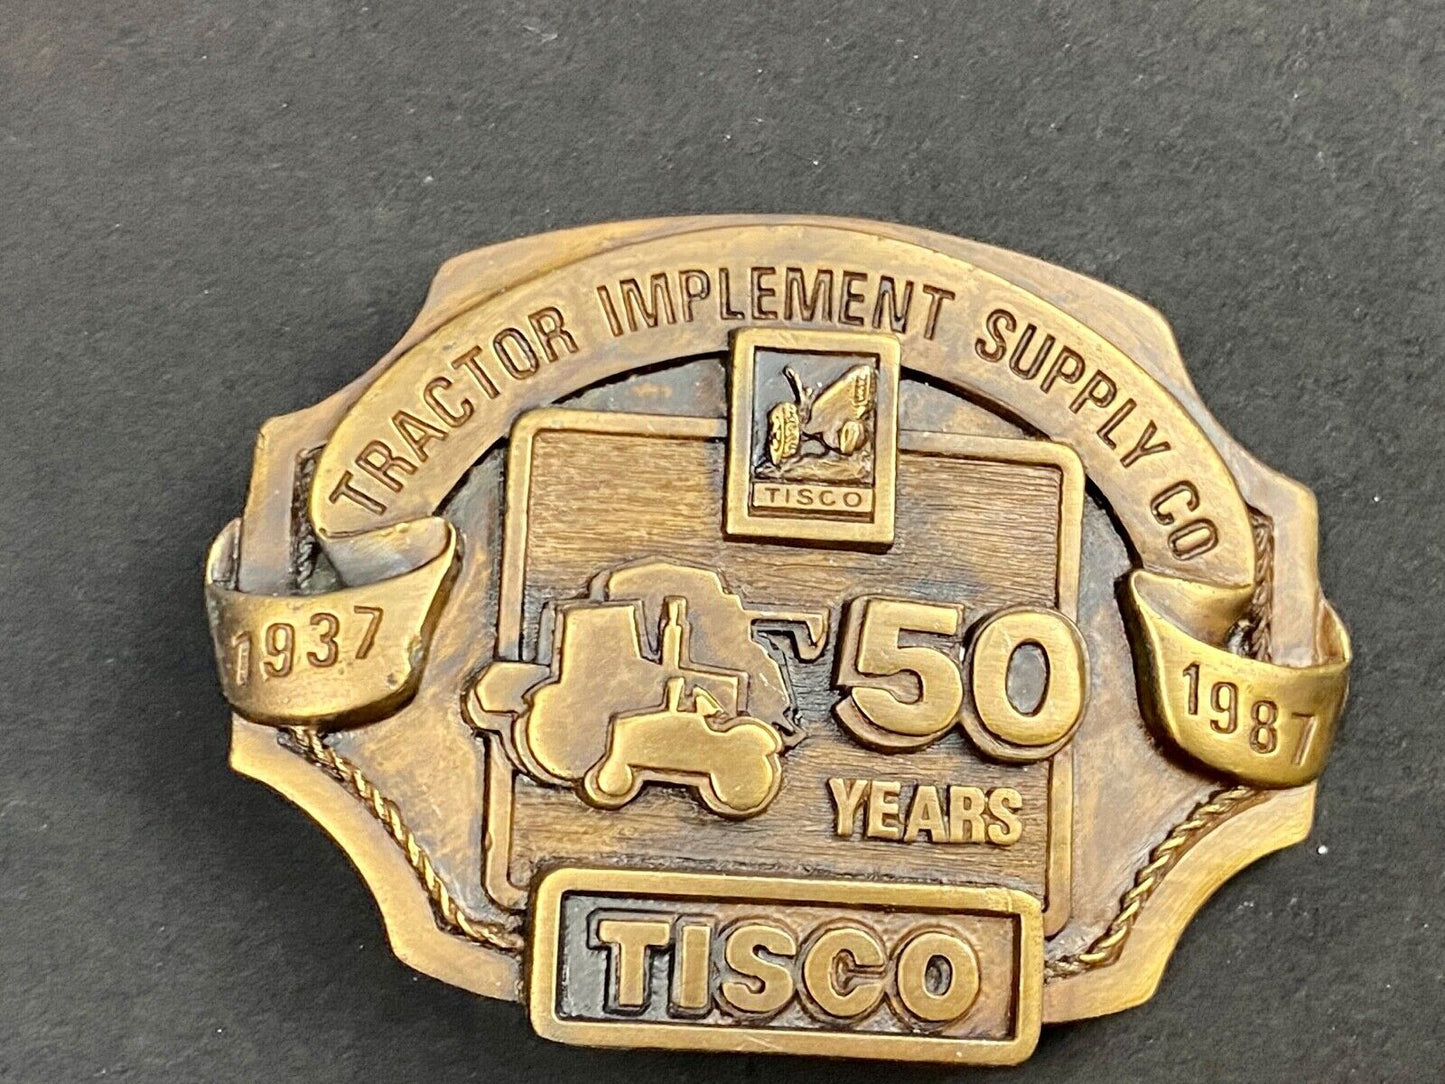 TRACTOR IMPLEMENT SUPPLY CO
TISCO
1937
1987
50
YEARS
TISCO